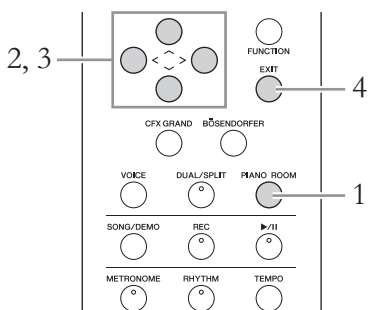 FUNCTION
2, 3
EXIT
4
CFX GRAND BÖSENDORFER
VOICE DUAL/SPLIT PIANO ROOM
1
SONG/DEMO REC ▶/II
METRONOME RHYTHM TEMPO